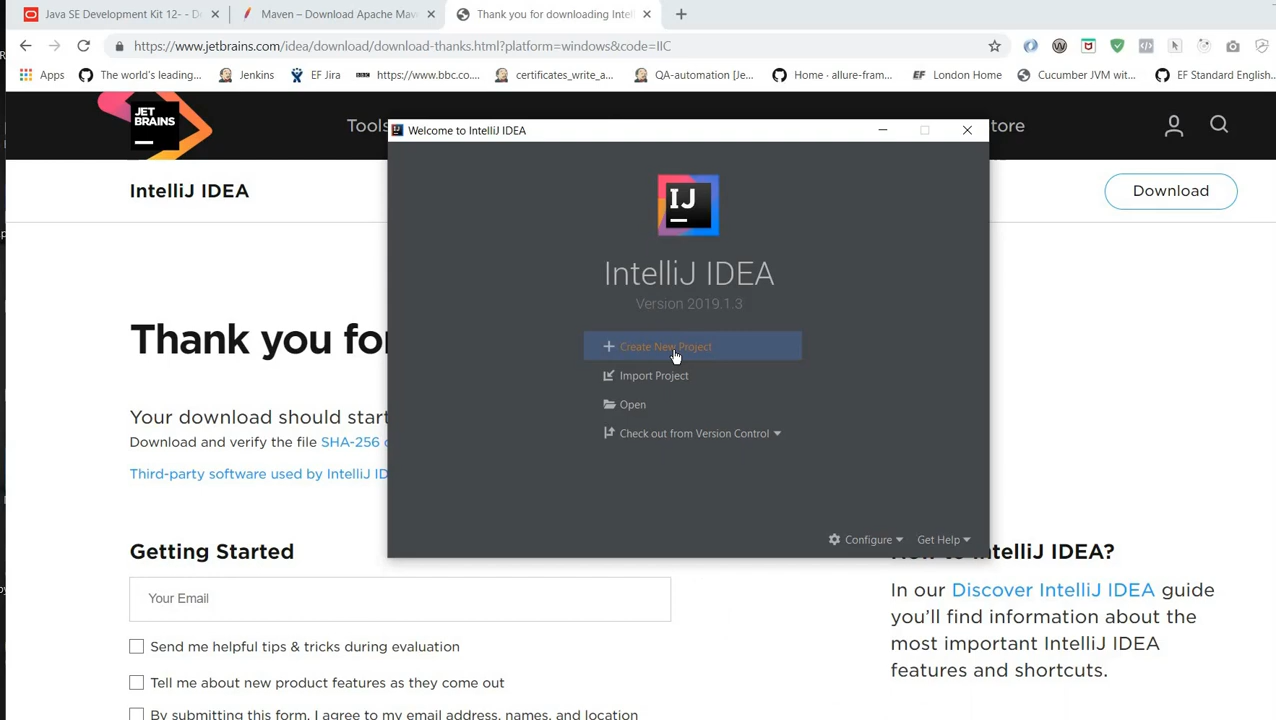 Java SE Development Kit 12- - Do
Maven – Download Apache Mav
Thank you for downloading Intel
https://www.jetbrains.com/idea/download/download-thanks.html?platform=windows&code=IIC
Apps
The world's leading...
Jenkins
EF Jira
https://www.bbc.co...
certificates_write_a...
QA-automation [Je...
Home · allure-fram...
EF London Home
Cucumber JVM wit...
EF Standard English...
JET
BRAINS
Tools
Store
IntelliJ IDEA
Download
Welcome to IntelliJ IDEA
IJ
IntelliJ IDEA
Version 2019.1.3
Create New Project
Import Project
Open
Check out from Version Control
Configure
Get Help
Thank you for
Your download should start
Download and verify the file SHA-256 c
Third-party software used by IntelliJ ID
Getting Started
Your Email
Send me helpful tips & tricks during evaluation
Tell me about new product features as they come out
By submitting this form, I agree to my email address, names, and location
IntelliJ IDEA?
In our Discover IntelliJ IDEA guide
you'll find information about the
most important IntelliJ IDEA
features and shortcuts.